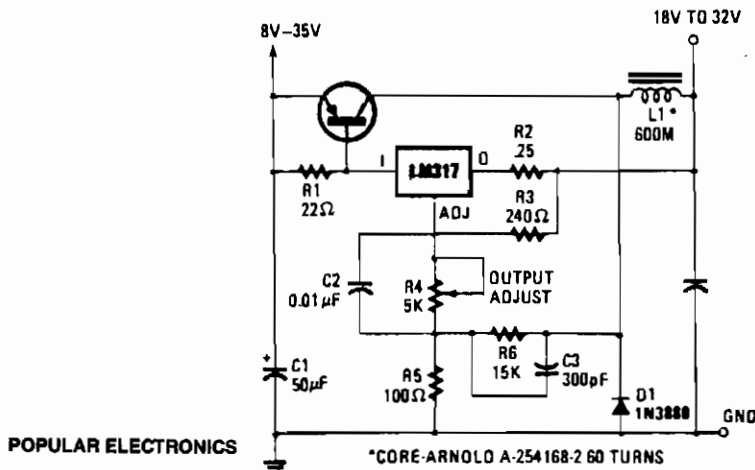 18V TO 32V
8V–35V
L1*
600M
R2
.25
I
LM317
O
R1
22Ω
ADJ
R3
240Ω
C2
0.01µF
R4
5K
OUTPUT
ADJUST
R6
15K
C3
300pF
C1
50µF
R5
100Ω
D1
1N3880
GND
POPULAR ELECTRONICS
*CORE-ARNOLD A-254168-2 60 TURNS